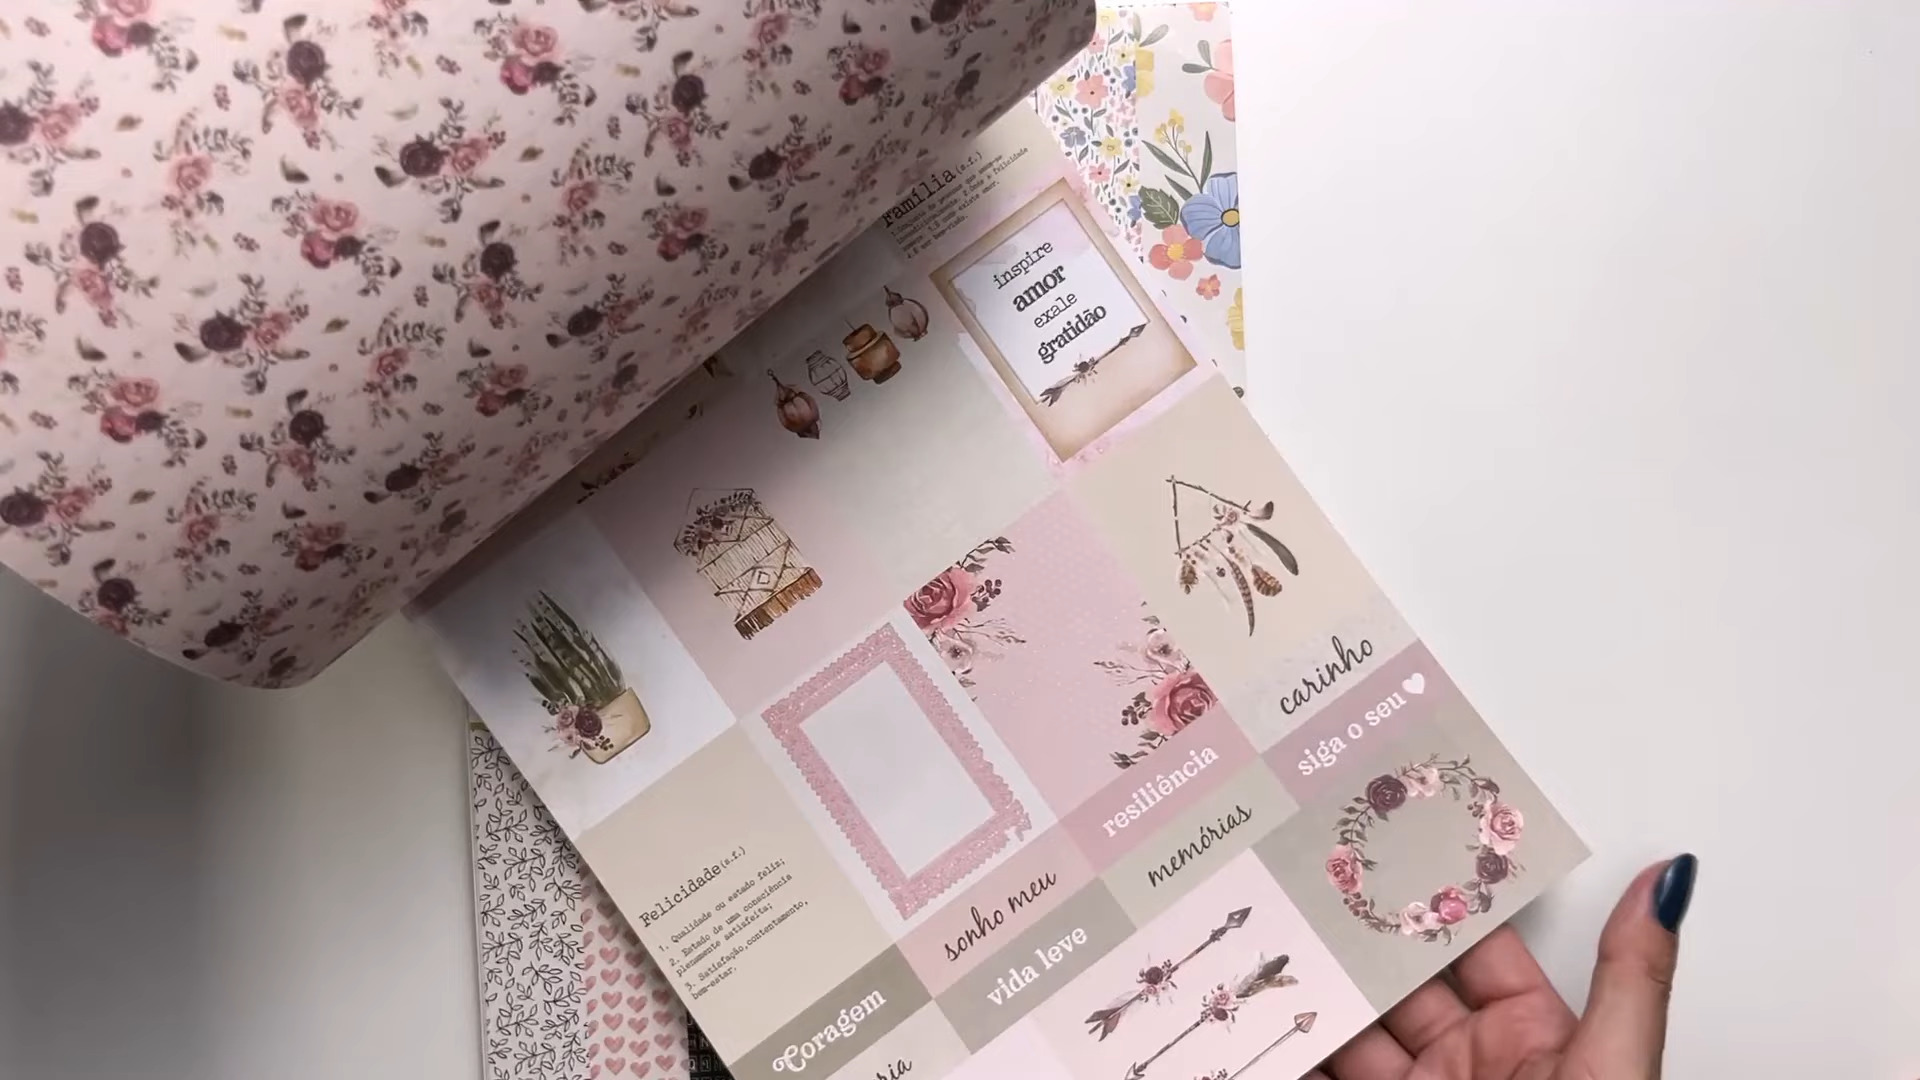 Família(s.f.)
inspire
amor
exale
gratidão
carinho
siga o seu
resiliência
memórias
sonho meu
vida leve
Felicidade(s.f.)
1. Qualidade ou estado feliz;
2. Estado de uma consciência
plenamente satisfeita;
3. Satisfação,contentamento,
bem-estar.
Coragem